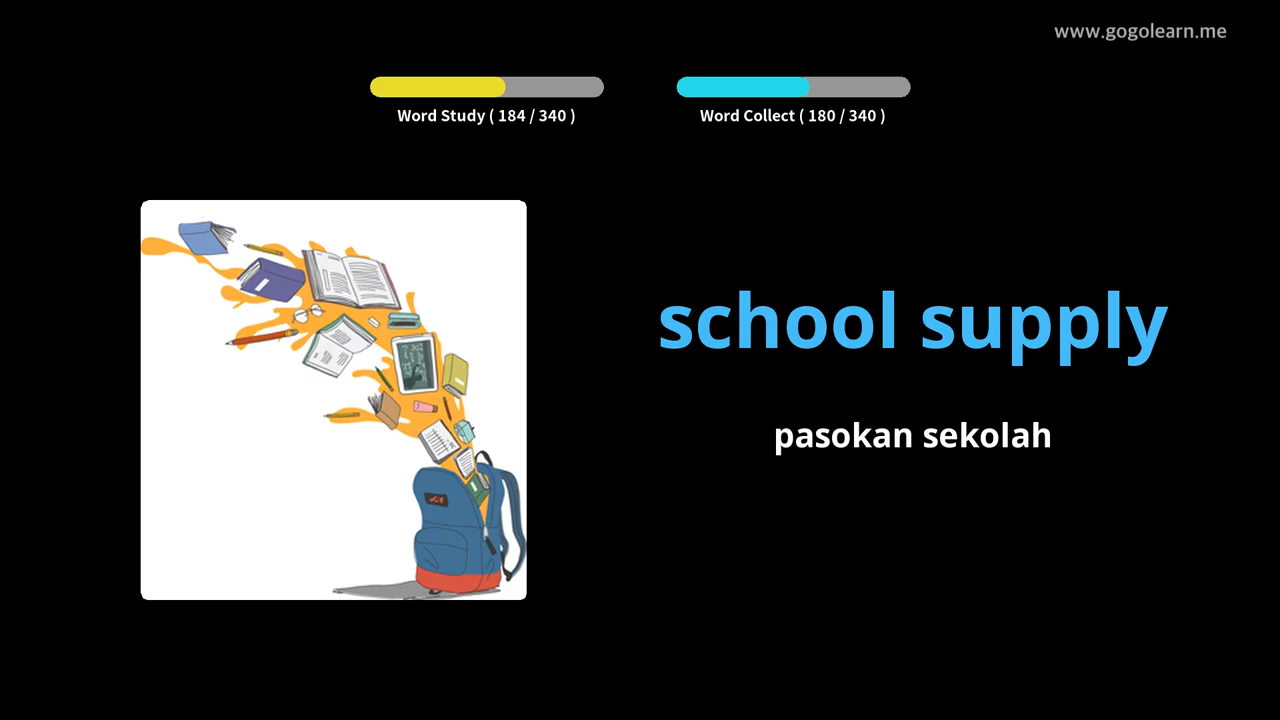 www.gogolearn.me
Word Study ( 184 / 340 )
Word Collect ( 180 / 340 )
school supply
pasokan sekolah